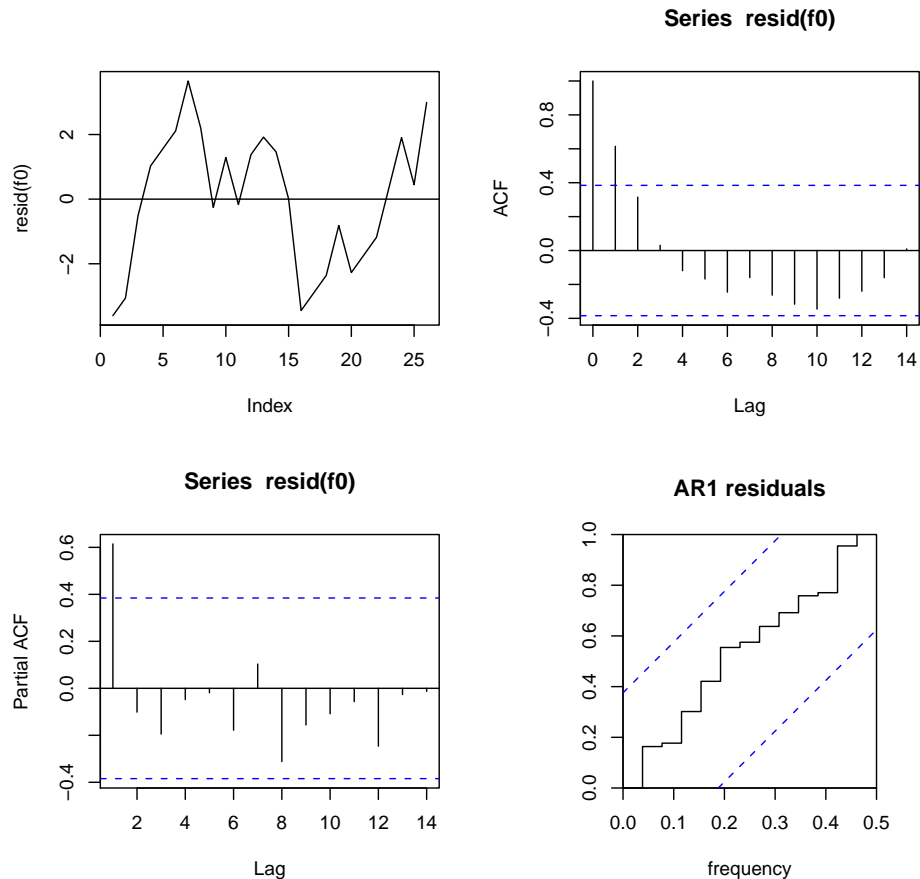 resid(f0)
2
0
−2
0 5 10 15 20 25
Index
Series resid(f0)
ACF
0.8
0.4
0.0
−0.4
0 2 4 6 8 10 12 14
Lag
Series resid(f0)
Partial ACF
0.6
0.4
0.2
0.0
−0.4
2 4 6 8 10 12 14
Lag
AR1 residuals
1.0
0.8
0.6
0.4
0.2
0.0
0.0 0.1 0.2 0.3 0.4 0.5
frequency